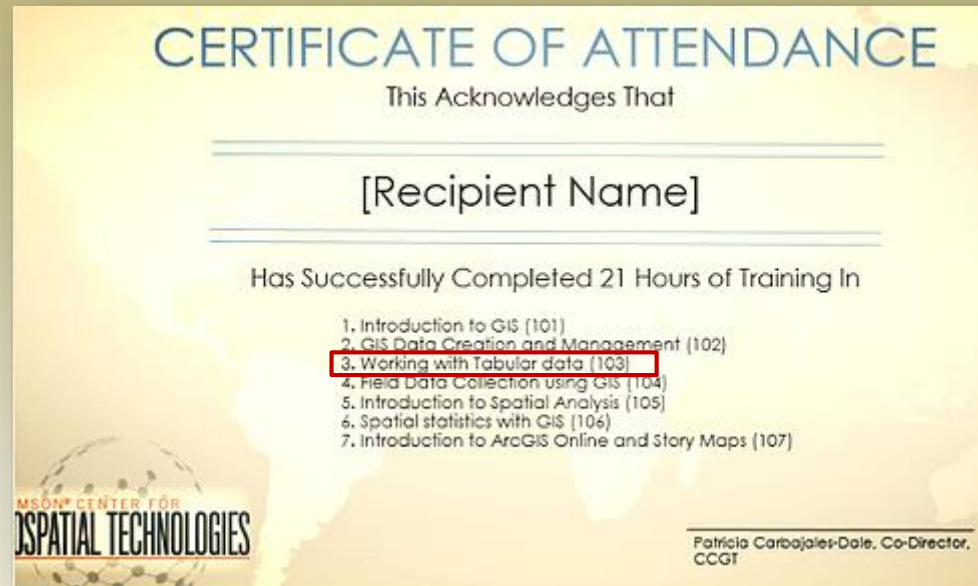 CERTIFICATE OF ATTENDANCE
This Acknowledges That
[Recipient Name]
Has Successfully Completed 21 Hours of Training In
1. Introduction to GIS (101)
2. GIS Data Creation and Management (102)
3. Working with Tabular data (103)
4. Field Data Collection using GIS (104)
5. Introduction to Spatial Analysis (105)
6. Spatial statistics with GIS (106)
7. Introduction to ArcGIS Online and Story Maps (107)
MSON® CENTER FOR
OSPATIAL TECHNOLOGIES
Patricia Carbajales-Dale, Co-Director,
CCGT